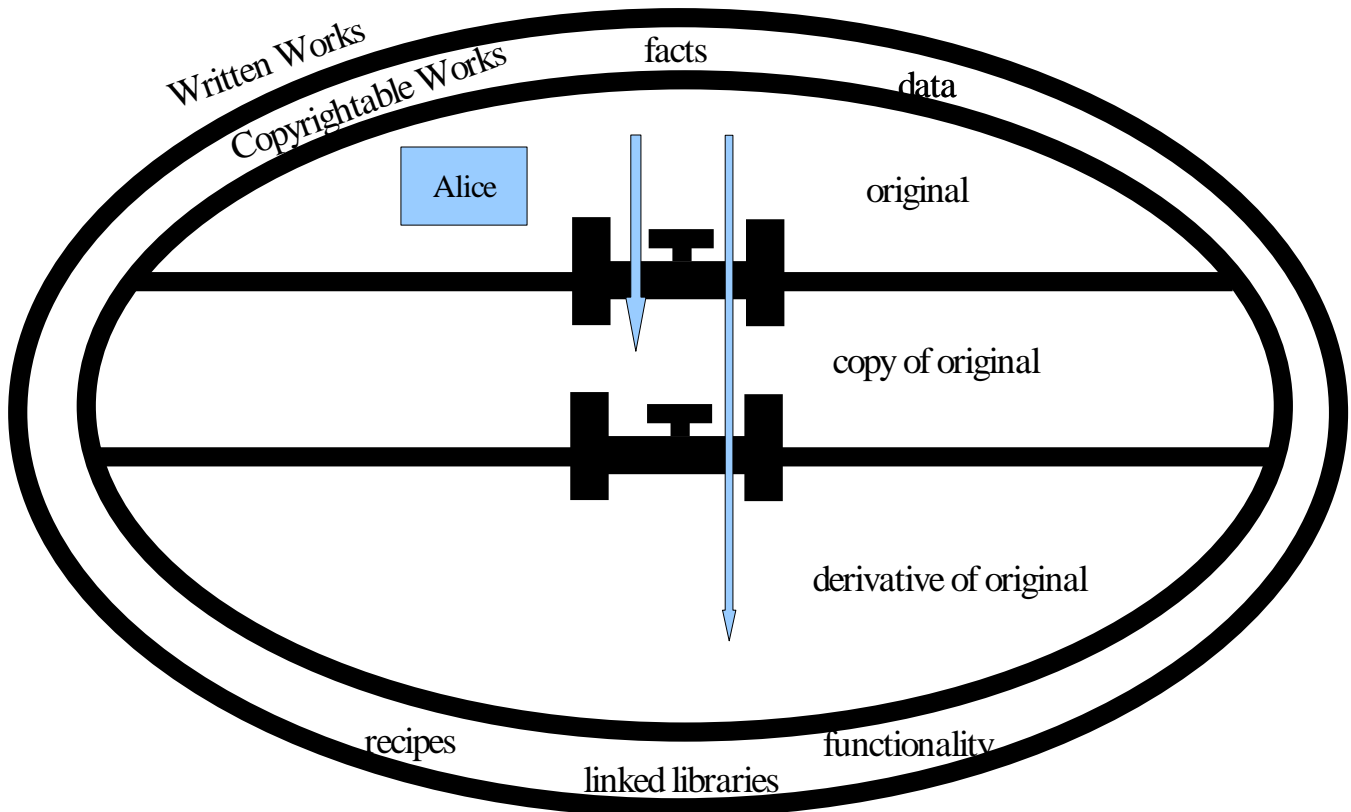 Written Works
Copyrightable Works
facts
data
Alice
original
copy of original
derivative of original
recipes
functionality
linked libraries